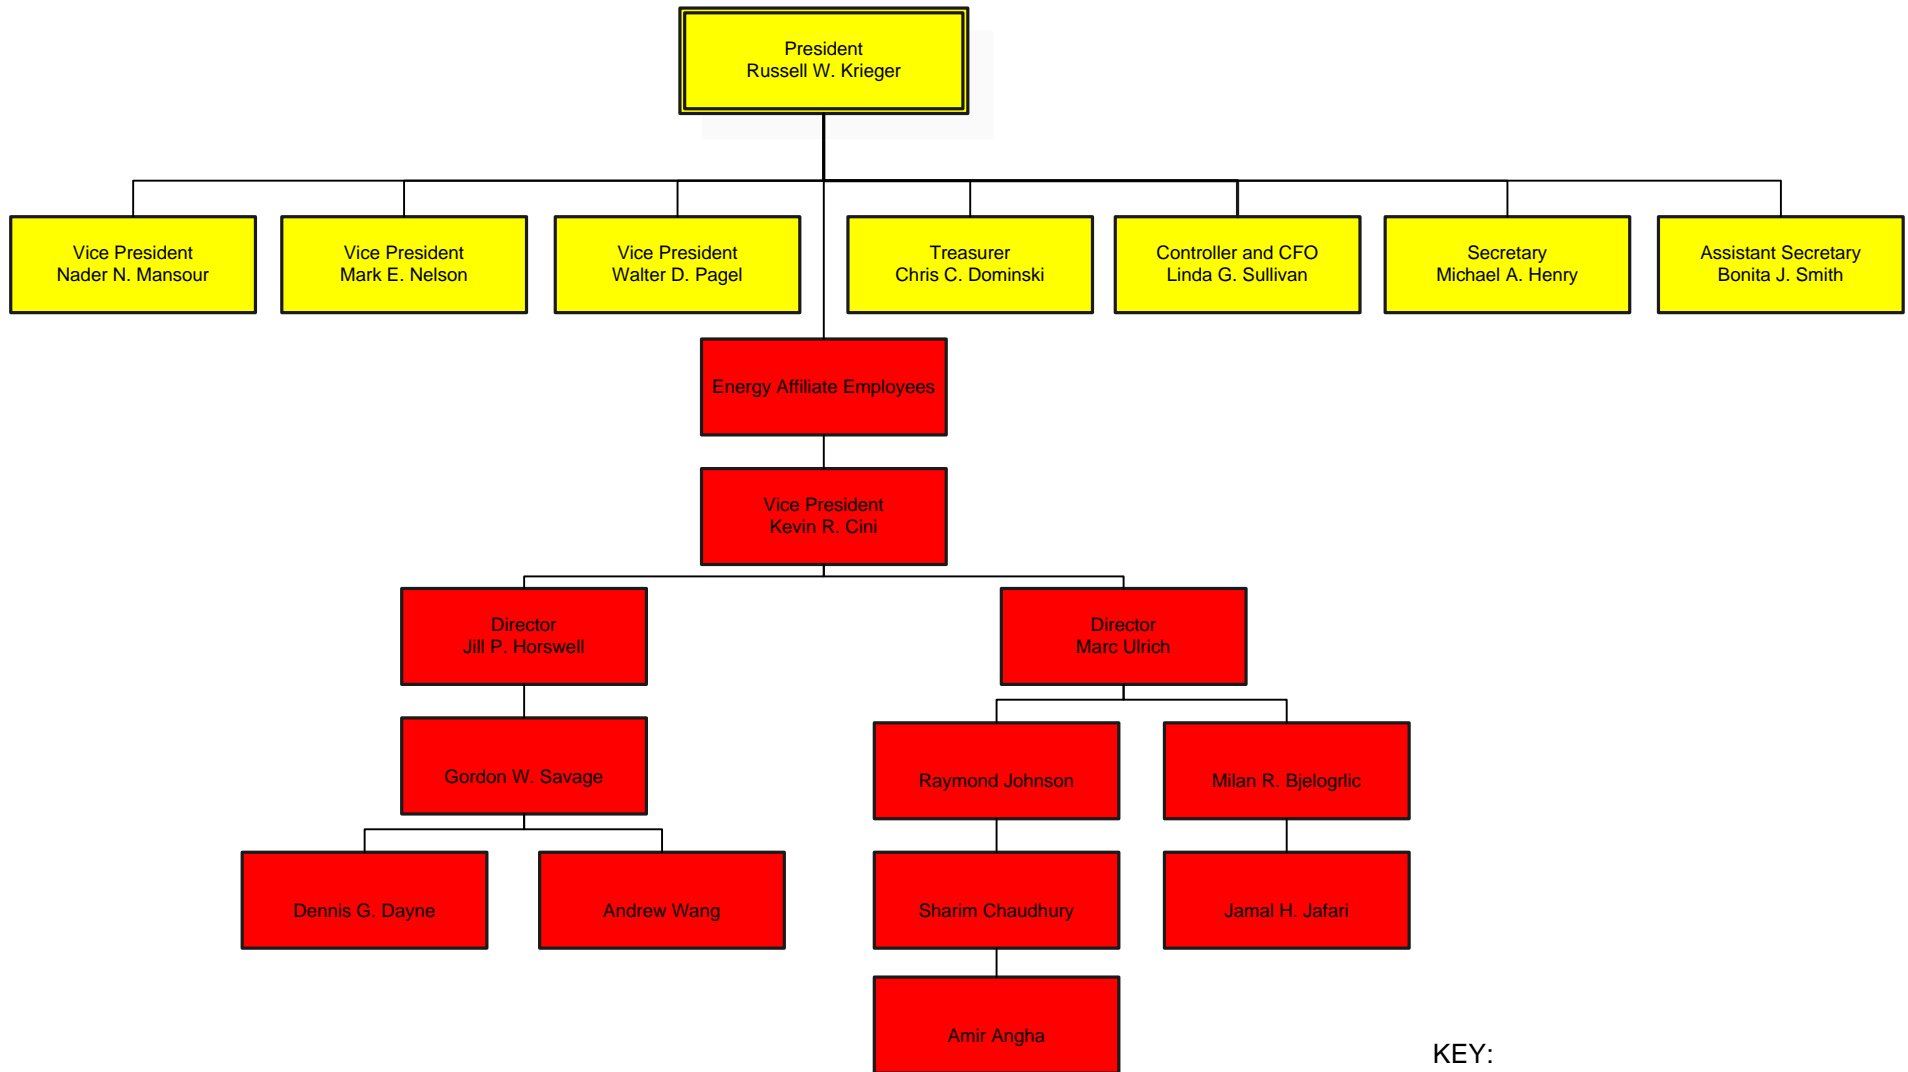 President
Russell W. Krieger
Vice President
Nader N. Mansour
Vice President
Mark E. Nelson
Vice President
Walter D. Pagel
Treasurer
Chris C. Dominski
Controller and CFO
Linda G. Sullivan
Secretary
Michael A. Henry
Assistant Secretary
Bonita J. Smith
Energy Affiliate Employees
Vice President
Kevin R. Cini
Director
Jill P. Horswell
Director
Marc Ulrich
Gordon W. Savage
Raymond Johnson
Milan R. Bjelogrlic
Dennis G. Dayne
Andrew Wang
Sharim Chaudhury
Jamal H. Jafari
Amir Angha
KEY: